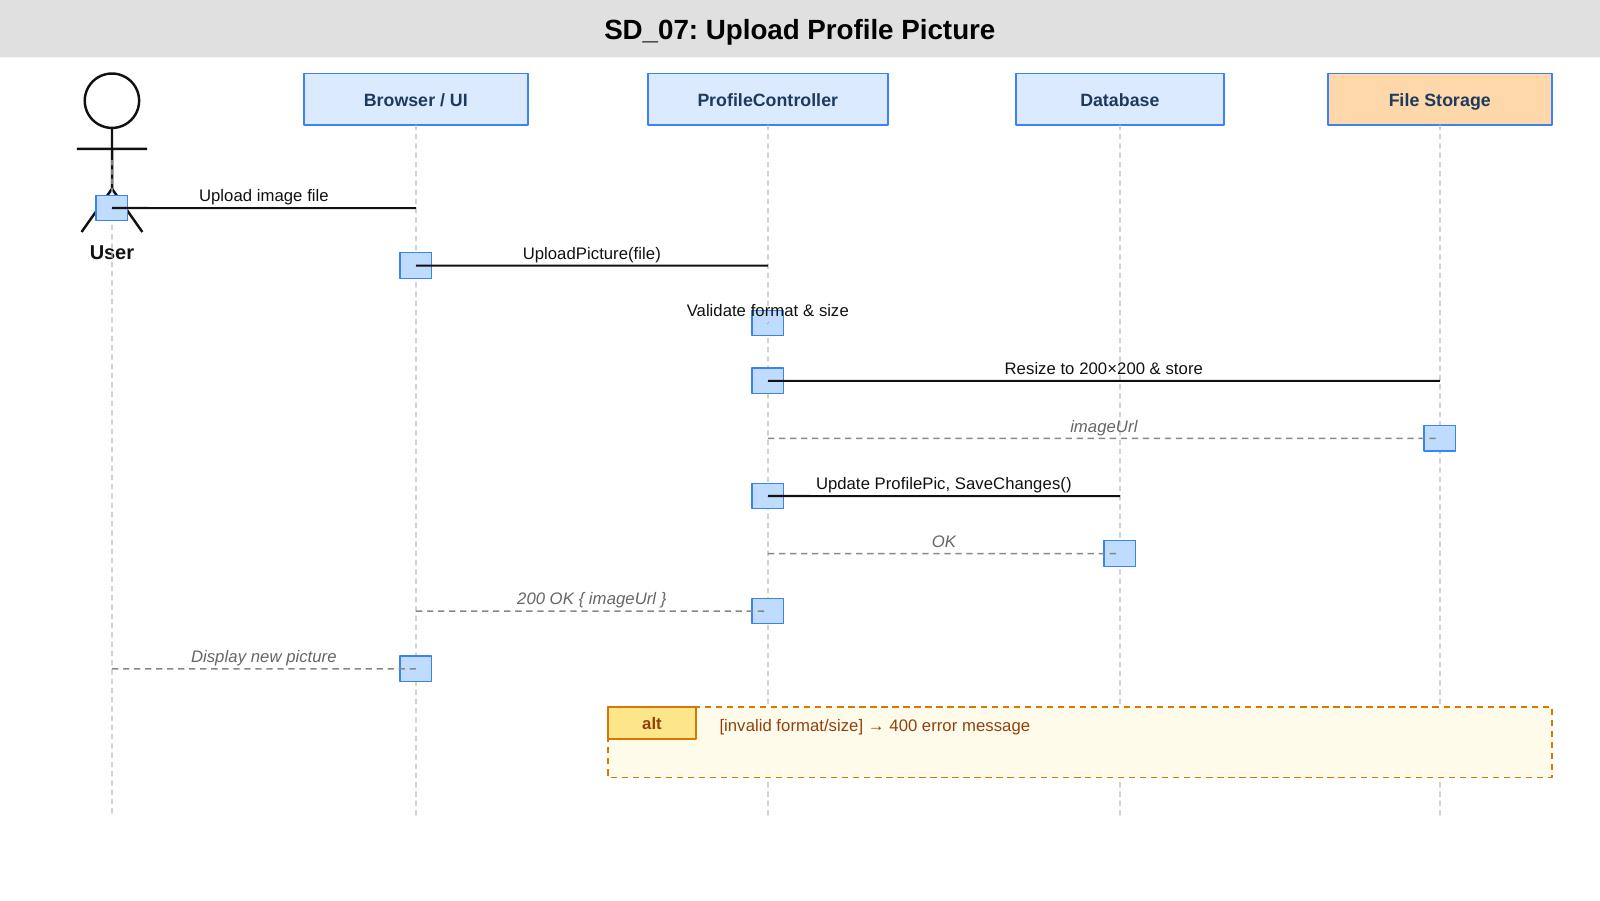 SD_07: Upload Profile Picture
Browser / UI
ProfileController
Database
File Storage
Upload image file
User
UploadPicture(file)
Validate format & size
Resize to 200×200 & store
imageUrl
Update ProfilePic, SaveChanges()
OK
200 OK { imageUrl }
Display new picture
alt
[invalid format/size] → 400 error message